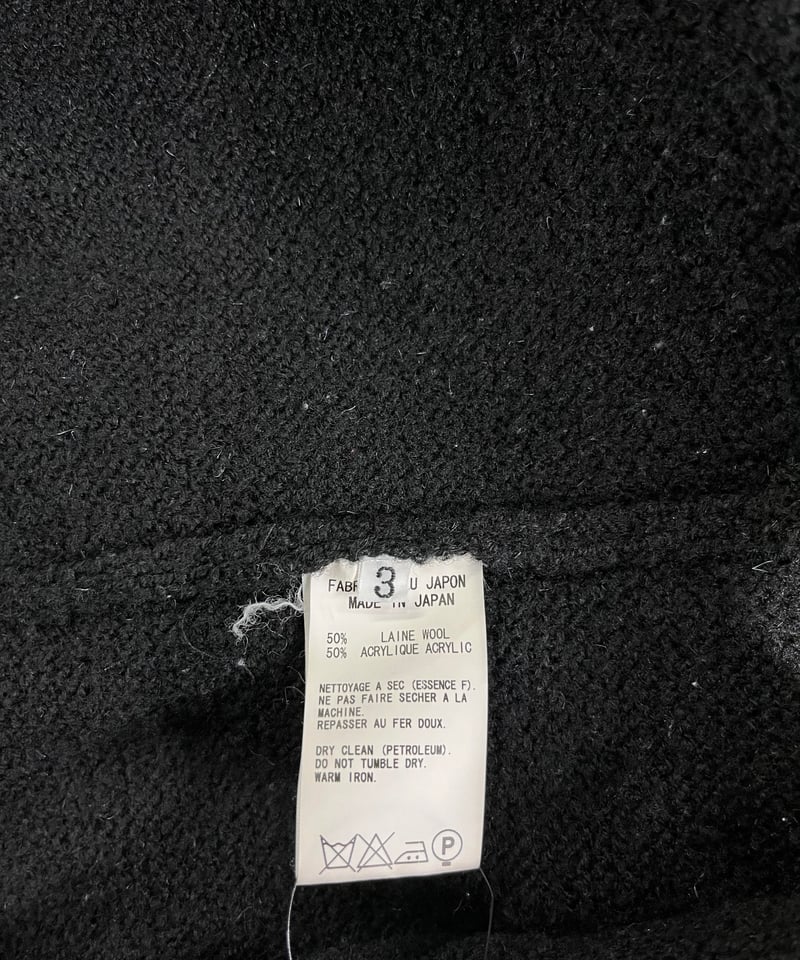 3
FABR U JAPON
MADE IN JAPAN
50% LAINE WOOL
50% ACRYLIQUE ACRYLIC
NETTOYAGE A SEC (ESSENCE F).
NE PAS FAIRE SECHER A LA
MACHINE.
REPASSER AU FER DOUX.
DRY CLEAN (PETROLEUM).
DO NOT TUMBLE DRY.
WARM IRON.
P